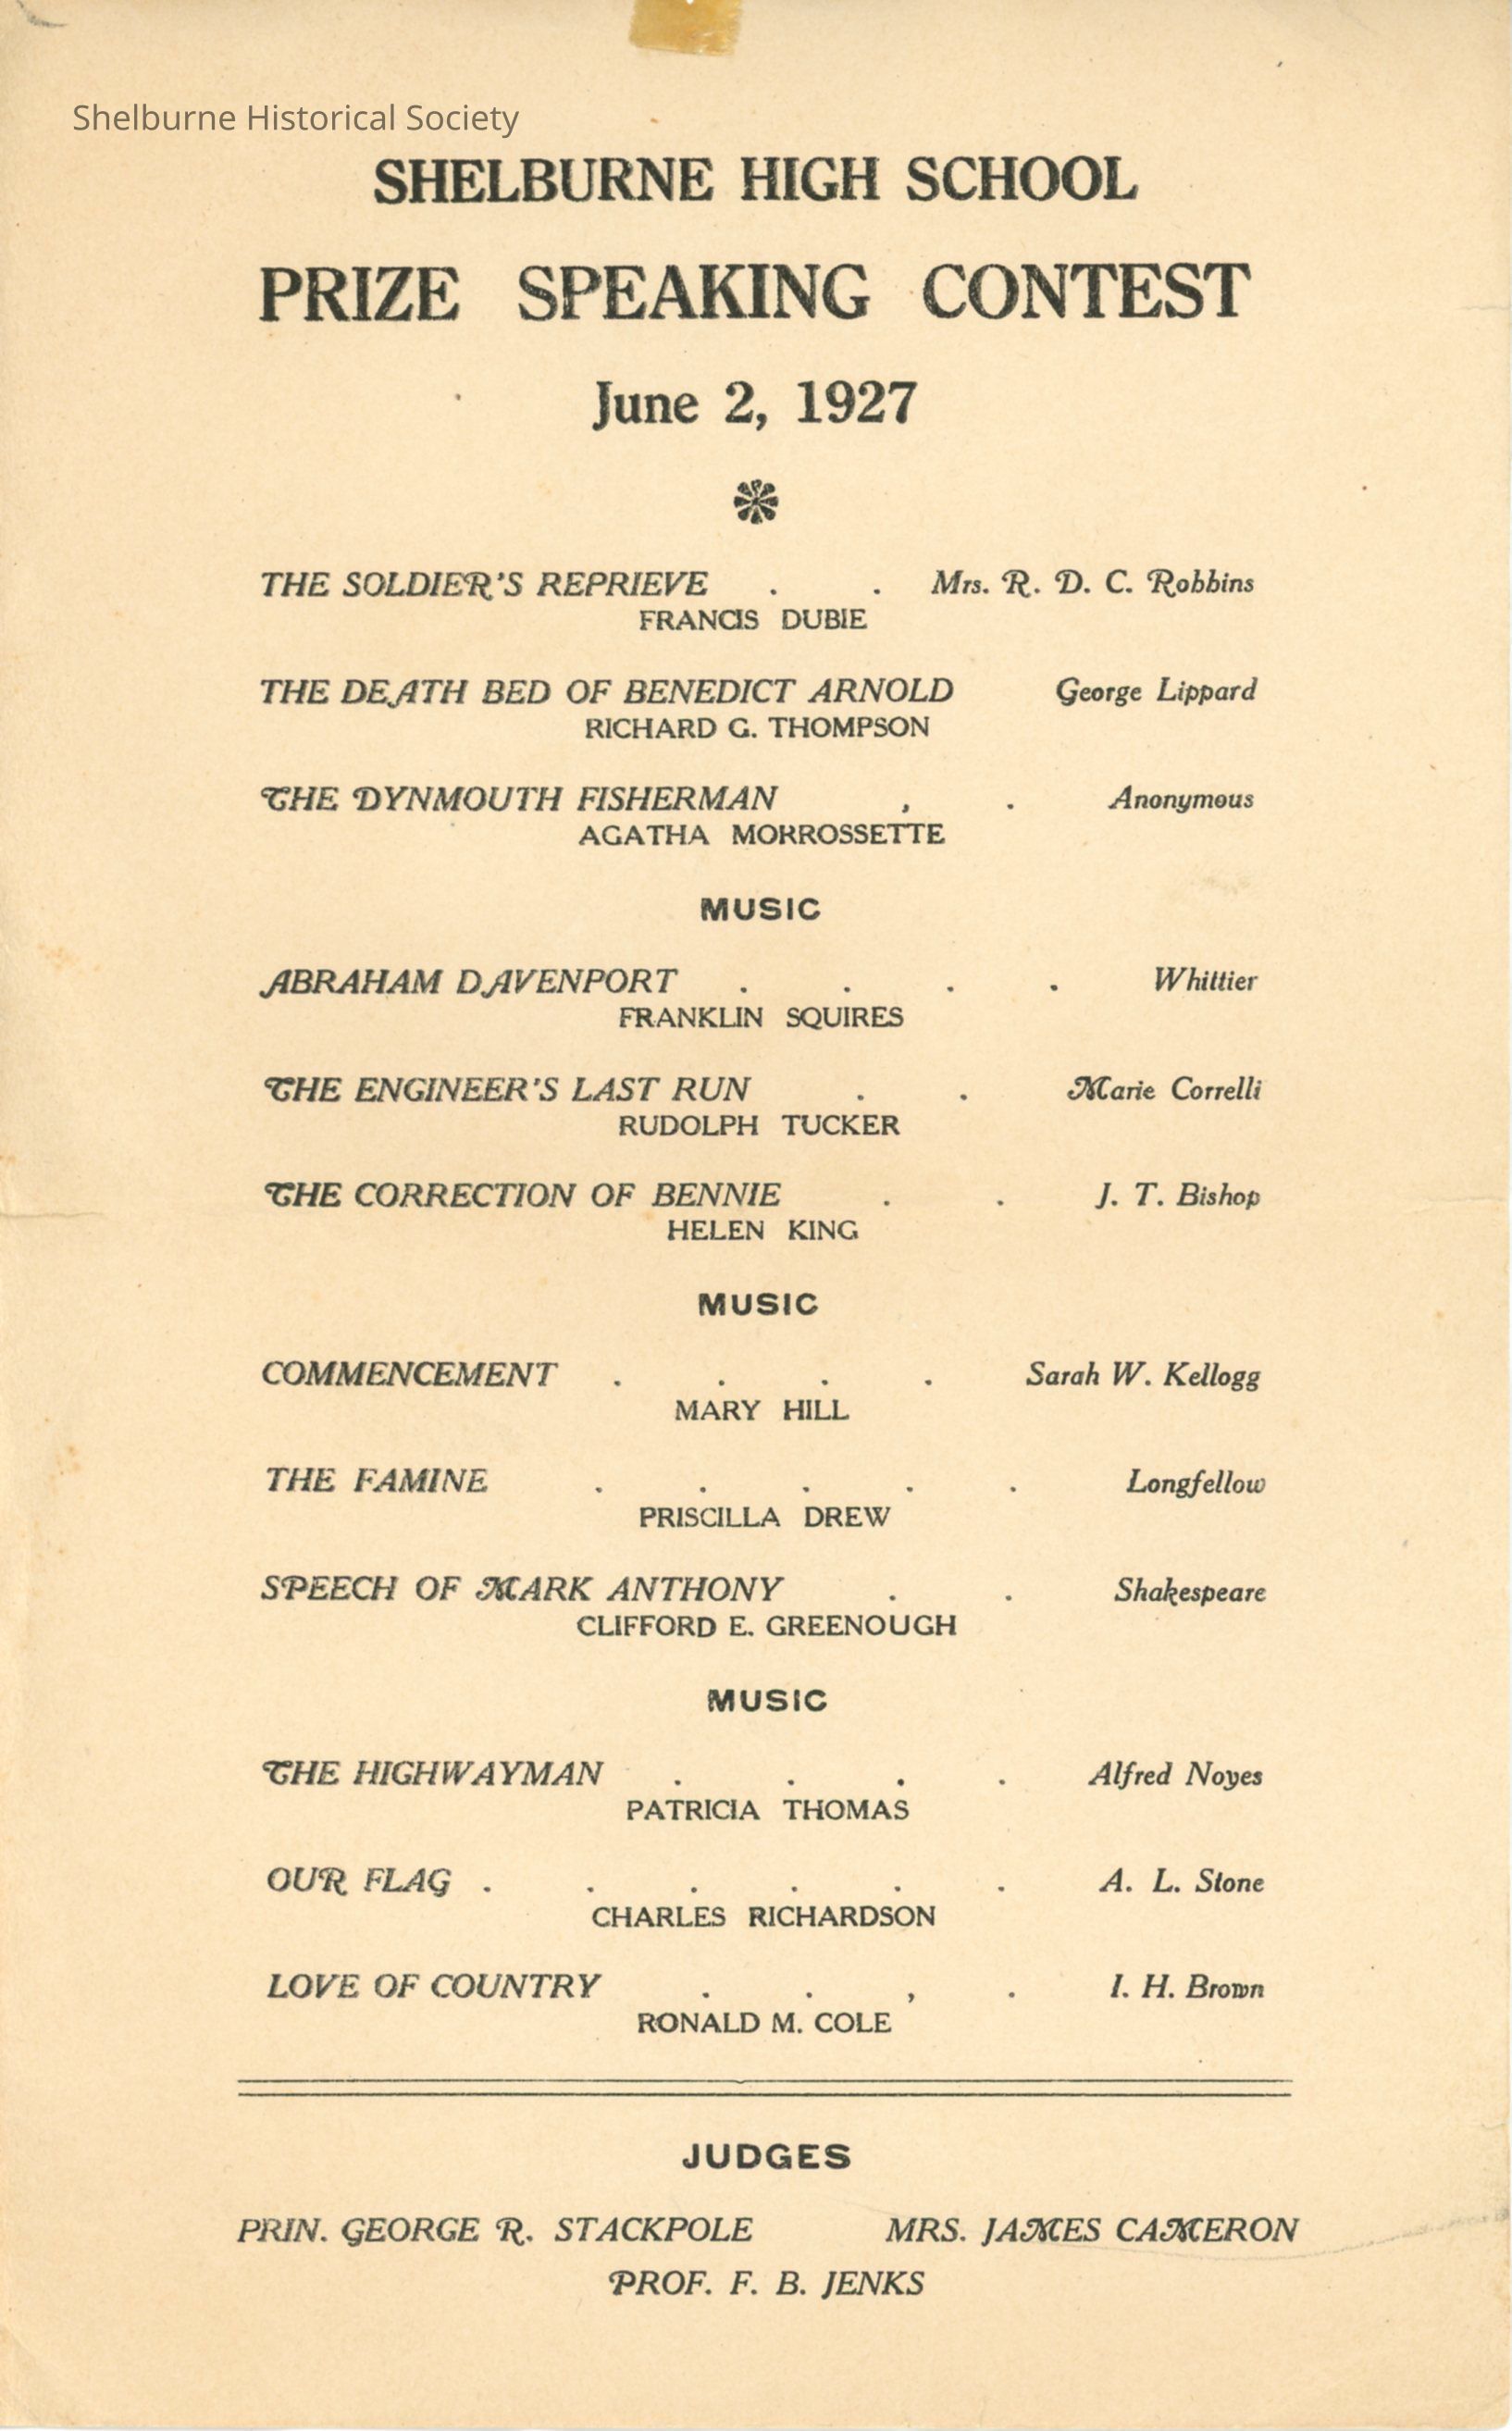 Shelburne Historical Society
SHELBURNE HIGH SCHOOL
PRIZE SPEAKING CONTEST
June 2, 1927
THE SOLDIER'S REPRIEVE . . Mrs. R. D. C. Robbins
FRANCIS DUBIE
THE DEATH BED OF BENEDICT ARNOLD George Lippard
RICHARD G. THOMPSON
THE DYNMOUTH FISHERMAN , . Anonymous
AGATHA MORROSSETTE
MUSIC
ABRAHAM DAVENPORT . . . . Whittier
FRANKLIN SQUIRES
THE ENGINEER'S LAST RUN . . Marie Correlli
RUDOLPH TUCKER
THE CORRECTION OF BENNIE . . J. T. Bishop
HELEN KING
MUSIC
COMMENCEMENT . . . . Sarah W. Kellogg
MARY HILL
THE FAMINE . . . . . Longfellow
PRISCILLA DREW
SPEECH OF MARK ANTHONY . . Shakespeare
CLIFFORD E. GREENOUGH
MUSIC
THE HIGHWAYMAN . . . . Alfred Noyes
PATRICIA THOMAS
OUR FLAG . . . . . . A. L. Stone
CHARLES RICHARDSON
LOVE OF COUNTRY . . , . I. H. Brown
RONALD M. COLE
JUDGES
PRIN. GEORGE R. STACKPOLE MRS. JAMES CAMERON
PROF. F. B. JENKS